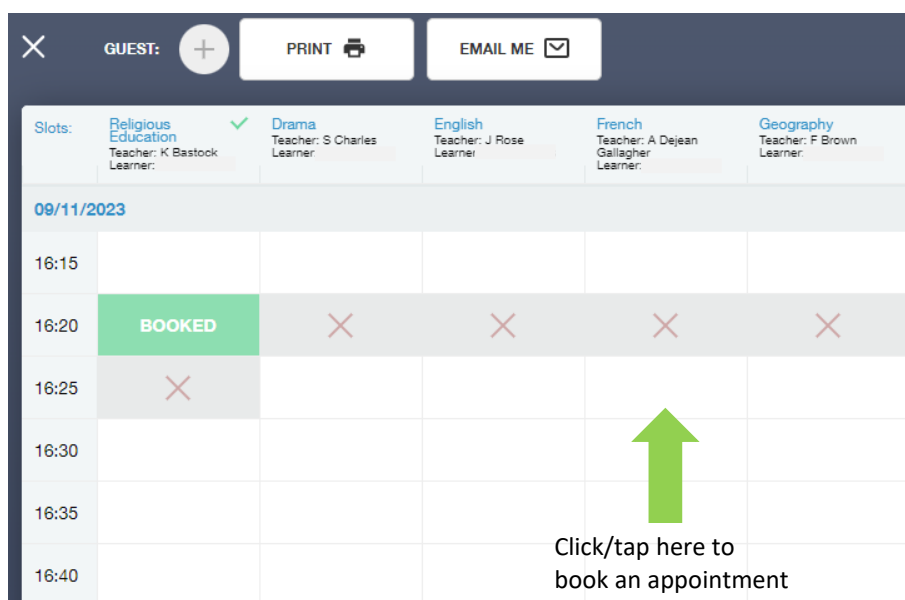 GUEST: PRINT EMAIL ME
Slots: Religious Education Drama English French Geography
Teacher: K Bastock Teacher: S Charles Teacher: J Rose Teacher: A Dejean Gallagher Teacher: F Brown
Learner: Learner Learner Learner: Learner:
09/11/2023
16:15
16:20 BOOKED
16:25
16:30
16:35
16:40
Click/tap here to
book an appointment